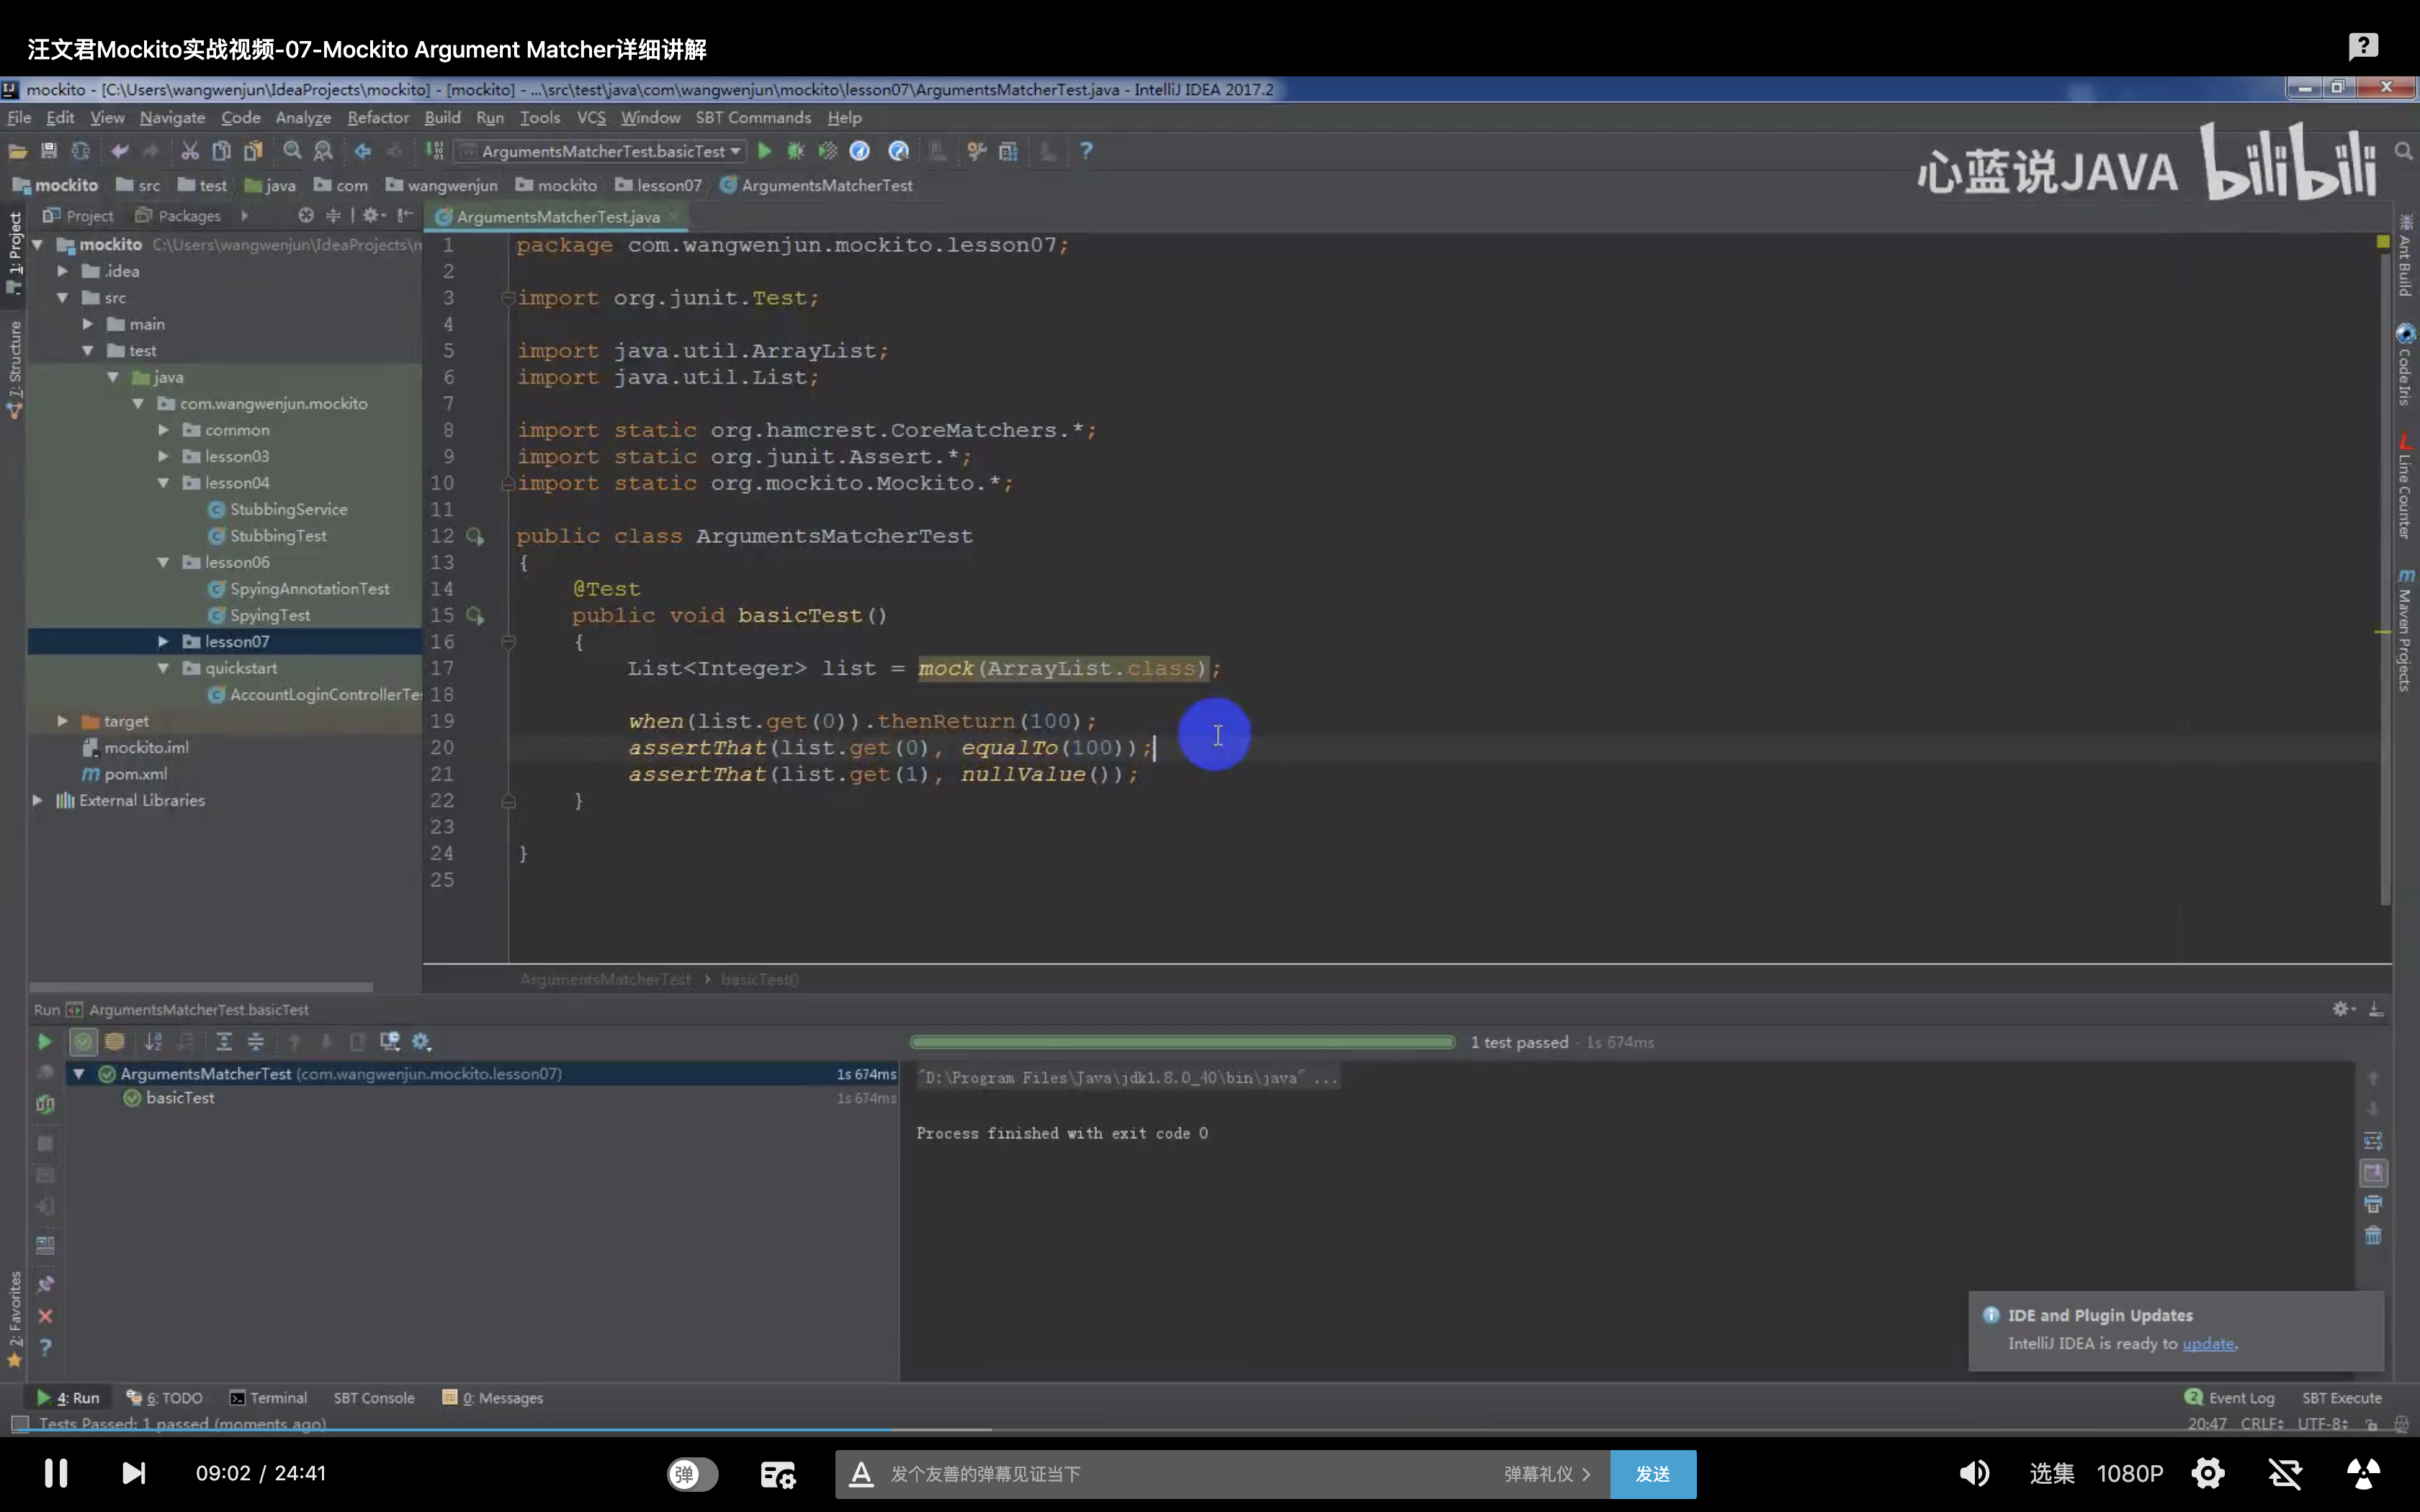 汪文君Mockito实战视频-07-Mockito Argument Matcher详细讲解
mockito - [C:\Users\wangwenjun\IdeaProjects\mockito] - [mockito] - ...\src\test\java\com\wangwenjun\mockito\lesson07\ArgumentsMatcherTest.java - IntelliJ IDEA 2017.2
File Edit View Navigate Code Analyze Refactor Build Run Tools VCS Window SBT Commands Help
ArgumentsMatcherTest.basicTest
心蓝说JAVA bilibili
mockito src test java com wangwenjun mockito lesson07 ArgumentsMatcherTest
Project Packages
ArgumentsMatcherTest.java
1: Project
7: Structure
2: Favorites
mockito C:\Users\wangwenjun\IdeaProjects\m
.idea
src
main
test
java
com.wangwenjun.mockito
common
lesson03
lesson04
StubbingService
StubbingTest
lesson06
SpyingAnnotationTest
SpyingTest
lesson07
quickstart
AccountLoginControllerTes
target
mockito.iml
pom.xml
External Libraries
1 package com.wangwenjun.mockito.lesson07;
2
3 import org.junit.Test;
4
5 import java.util.ArrayList;
6 import java.util.List;
7
8 import static org.hamcrest.CoreMatchers.*;
9 import static org.junit.Assert.*;
10 import static org.mockito.Mockito.*;
11
12 public class ArgumentsMatcherTest
13 {
14 @Test
15 public void basicTest()
16 {
17 List<Integer> list = mock(ArrayList.class);
18
19 when(list.get(0)).thenReturn(100);
20 assertThat(list.get(0), equalTo(100));
21 assertThat(list.get(1), nullValue());
22 }
23
24 }
25
ArgumentsMatcherTest › basicTest()
Ant Build
Code Iris
Line Counter
Maven Projects
Run ArgumentsMatcherTest.basicTest
1 test passed - 1s 674ms
ArgumentsMatcherTest (com.wangwenjun.mockito.lesson07) 1s 674ms
basicTest 1s 674ms
"D:\Program Files\Java\jdk1.8.0_40\bin\java" ...
Process finished with exit code 0
IDE and Plugin Updates
IntelliJ IDEA is ready to update.
4: Run 6: TODO Terminal SBT Console 0: Messages
2 Event Log SBT Execute
Tests Passed: 1 passed (moments ago)
20:47 CRLF UTF-8
09:02 / 24:41
弹
发个友善的弹幕见证当下
弹幕礼仪 >
发送
选集 1080P